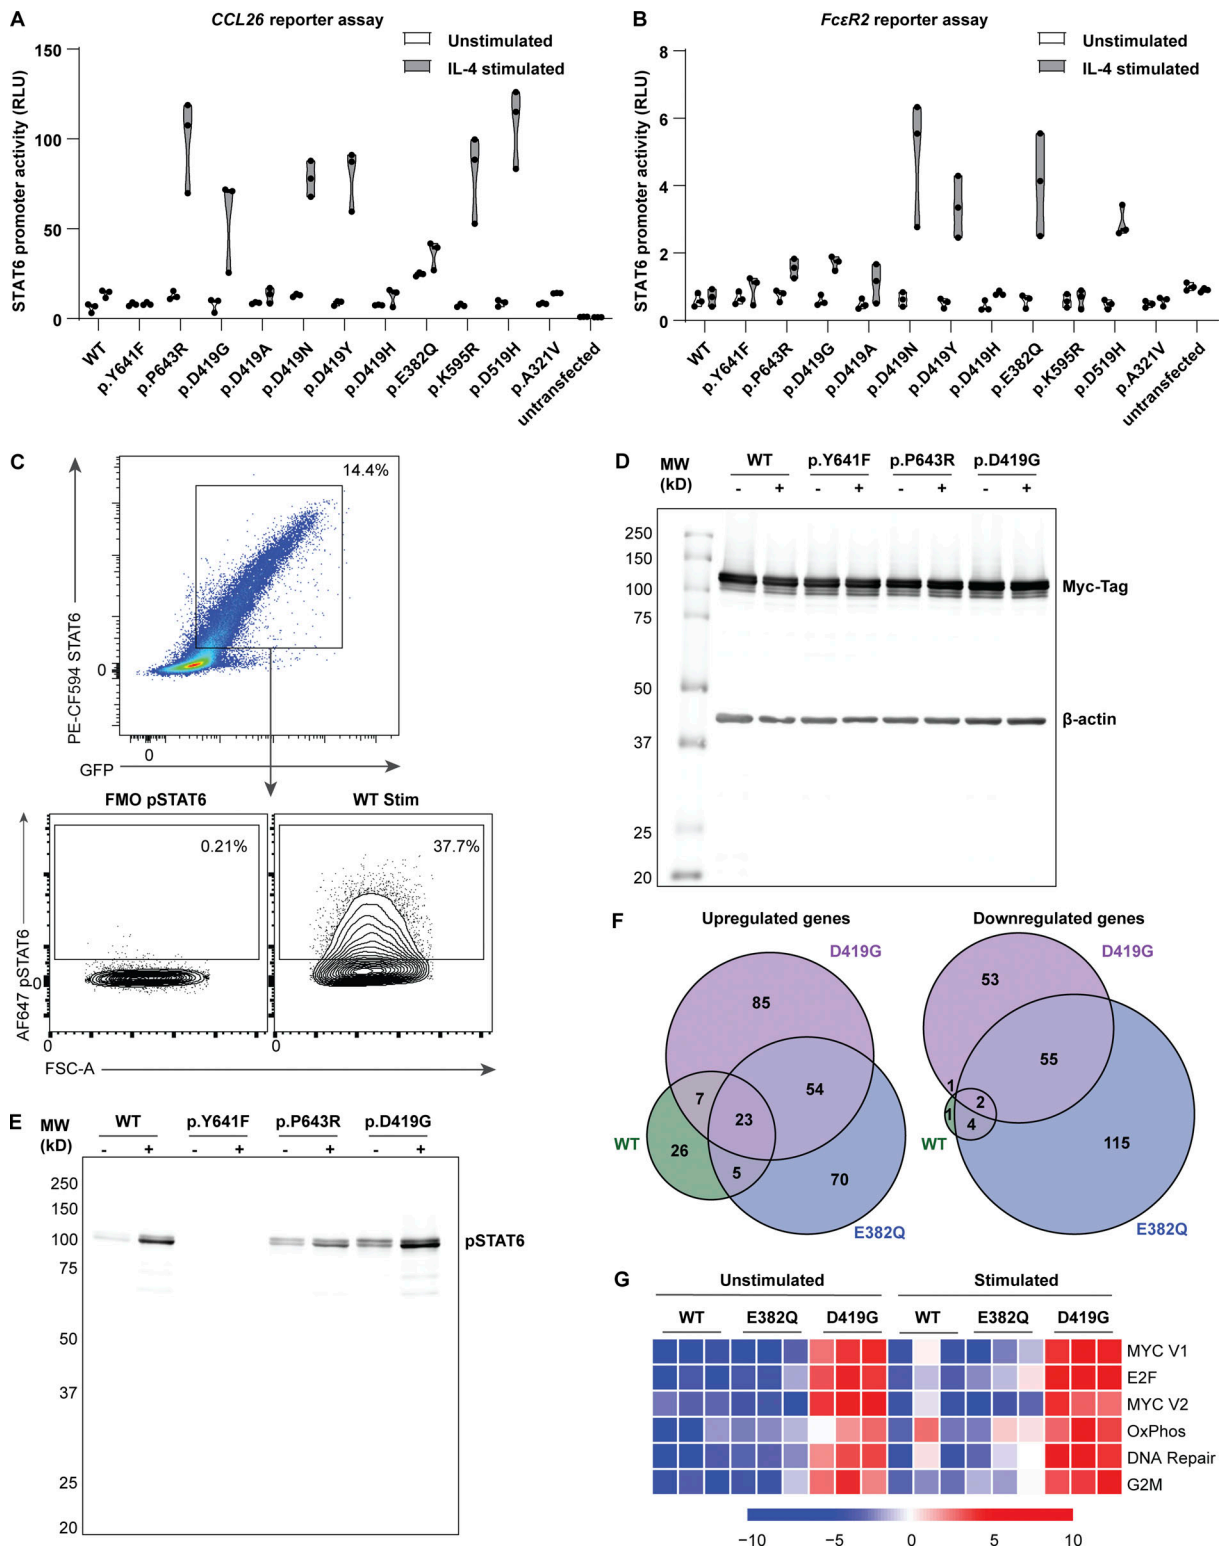 A
CCL26 reporter assay
Unstimulated
IL-4 stimulated
STAT6 promoter activity (RLU)
150
100
50
0
WT
p.Y641F
p.P643R
p.D419G
p.D419A
p.D419N
p.D419Y
p.D419H
p.E382Q
p.K595R
p.D519H
p.A321V
untransfected
B
FcεR2 reporter assay
Unstimulated
IL-4 stimulated
STAT6 promoter activity (RLU)
8
6
4
2
0
WT
p.Y641F
p.P643R
p.D419G
p.D419A
p.D419N
p.D419Y
p.D419H
p.E382Q
p.K595R
p.D519H
p.A321V
untransfected
C
14.4%
PE-CF594 STAT6
0
0
GFP
FMO pSTAT6
WT Stim
0.21%
37.7%
AF647 pSTAT6
0
0
0
FSC-A
D
MW
(kD)
WT
p.Y641F
p.P643R
p.D419G
- + - + - + - +
250
150
100
75
50
37
25
20
Myc-Tag
β-actin
E
MW
(kD)
WT
p.Y641F
p.P643R
p.D419G
- + - + - + - +
250
150
100
75
50
37
25
20
pSTAT6
F
Upregulated genes
D419G
85
7
54
23
WT
26
5
70
E382Q
Downregulated genes
D419G
53
55
1
2
1
4
WT
115
E382Q
G
Unstimulated
Stimulated
WT E382Q D419G WT E382Q D419G
MYC V1
E2F
MYC V2
OxPhos
DNA Repair
G2M
−10 −5 0 5 10